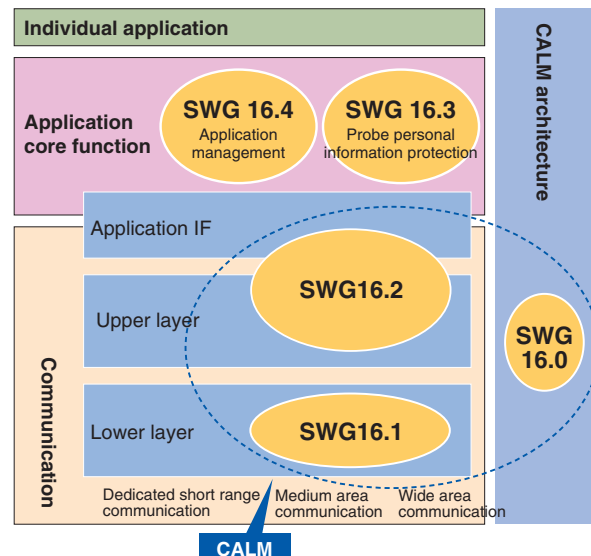 Individual application
CALM architecture
Application
core function
SWG 16.4
Application
management
SWG 16.3
Probe personal
information protection
Application IF
SWG16.2
Upper layer
SWG
16.0
Communication
Lower layer
SWG16.1
Dedicated short range
communication
Medium area
communication
Wide area
communication
CALM